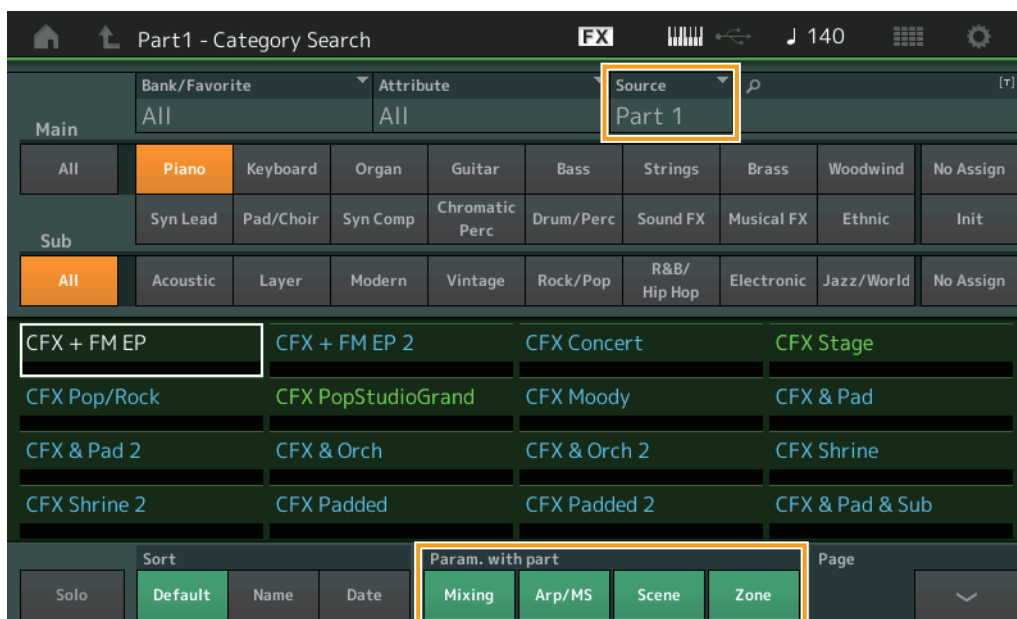 Part1 - Category Search FX 140
Bank/Favorite Attribute Source [T]
All All Part 1
Main
All Piano Keyboard Organ Guitar Bass Strings Brass Woodwind No Assign
Syn Lead Pad/Choir Syn Comp Chromatic Perc Drum/Perc Sound FX Musical FX Ethnic Init
Sub
All Acoustic Layer Modern Vintage Rock/Pop R&B/ Hip Hop Electronic Jazz/World No Assign
CFX + FM EP CFX + FM EP 2 CFX Concert CFX Stage
CFX Pop/Rock CFX PopStudioGrand CFX Moody CFX & Pad
CFX & Pad 2 CFX & Orch CFX & Orch 2 CFX Shrine
CFX Shrine 2 CFX Padded CFX Padded 2 CFX & Pad & Sub
Sort Param. with part Page
Solo Default Name Date Mixing Arp/MS Scene Zone